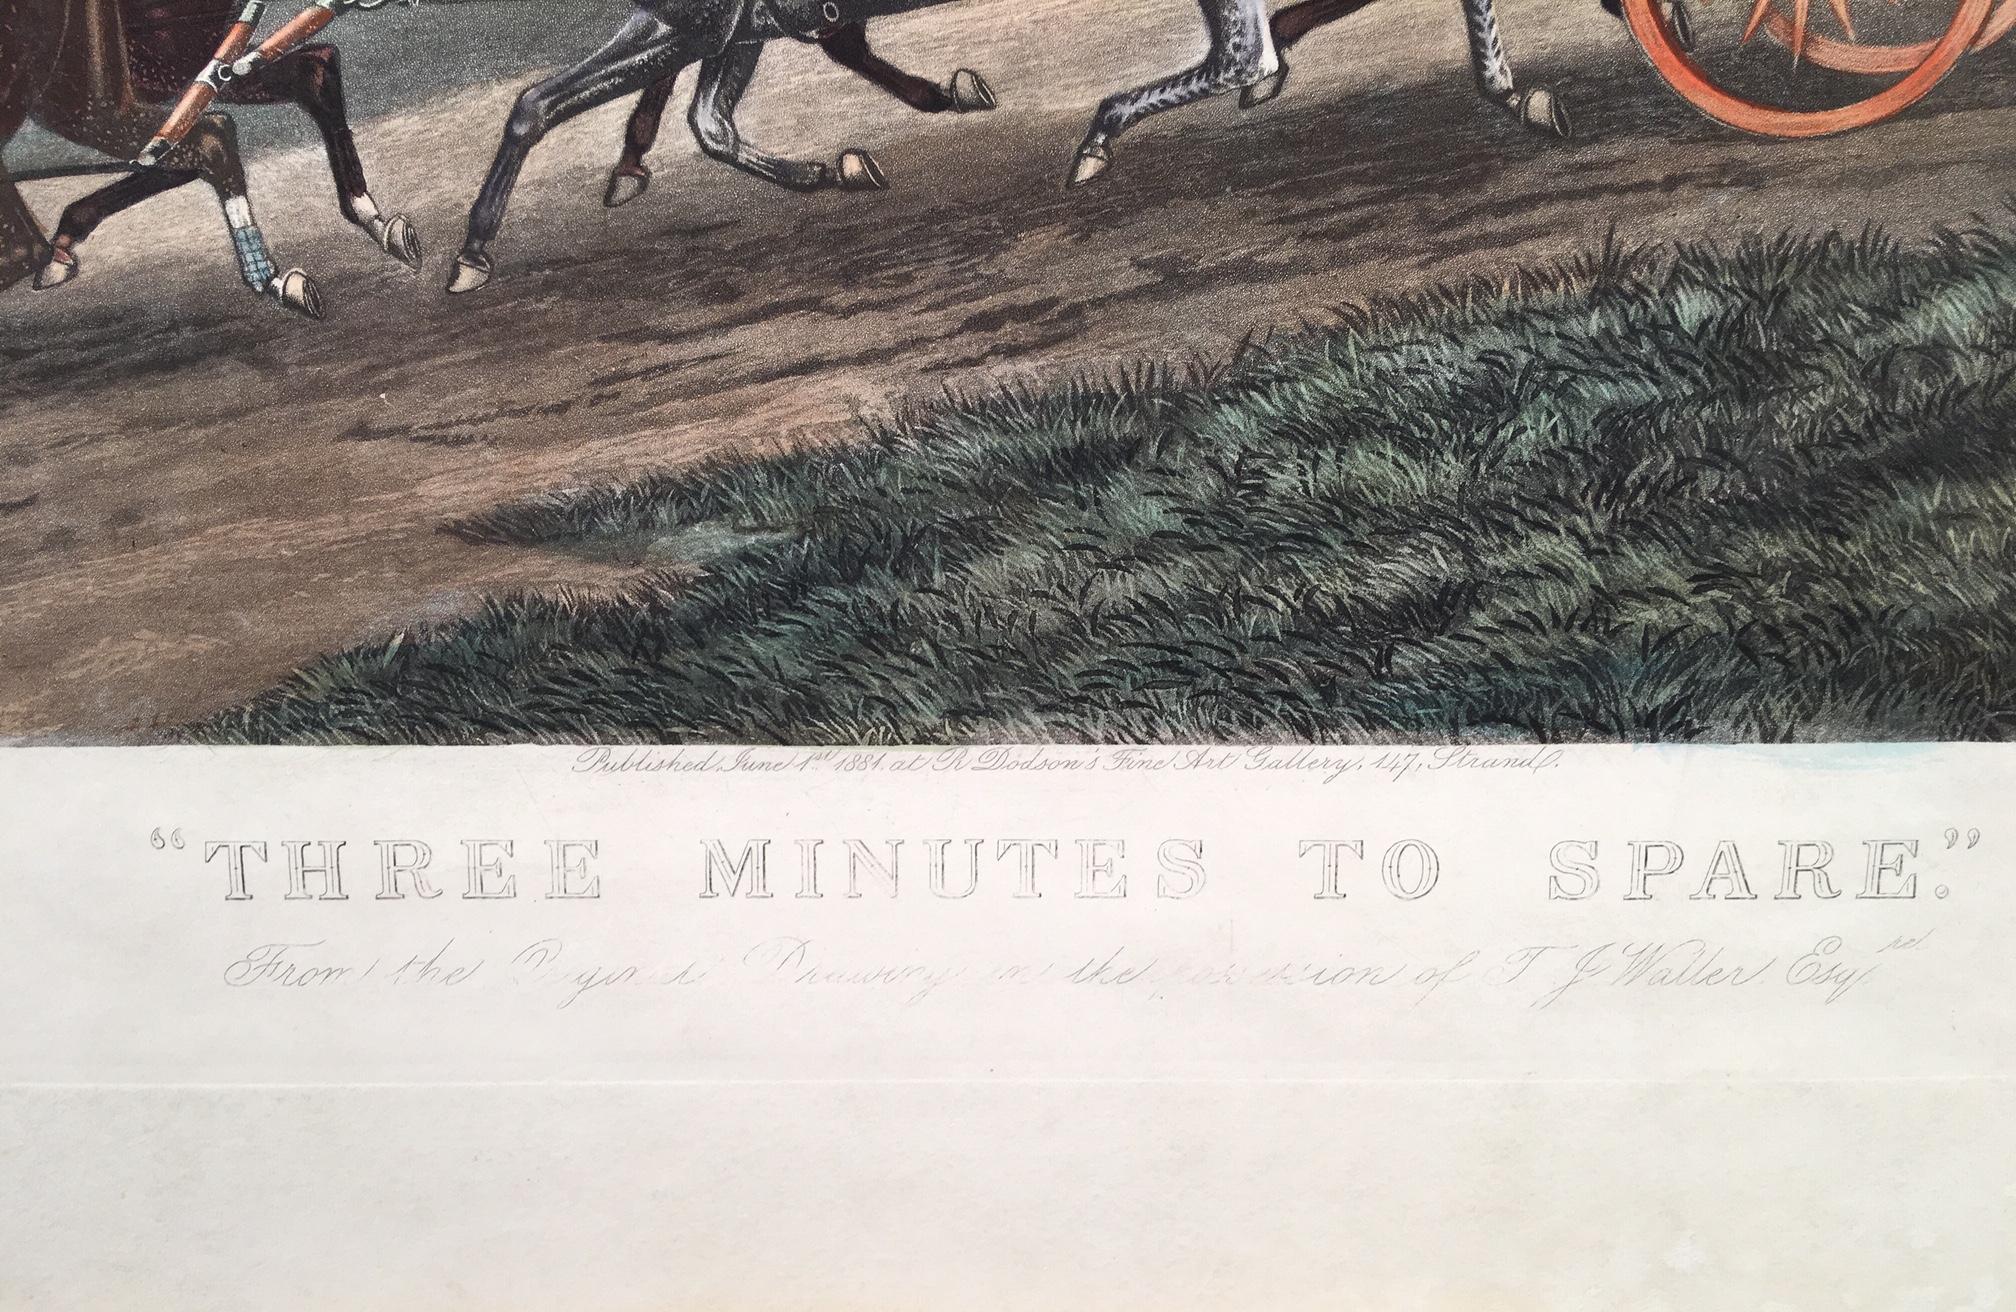 Published June 1st 1881. at R Dodson's Fine Art Gallery, 147, Strand.
"THREE MINUTES TO SPARE."
From the Original Drawing in the possession of T J Waller Esqre